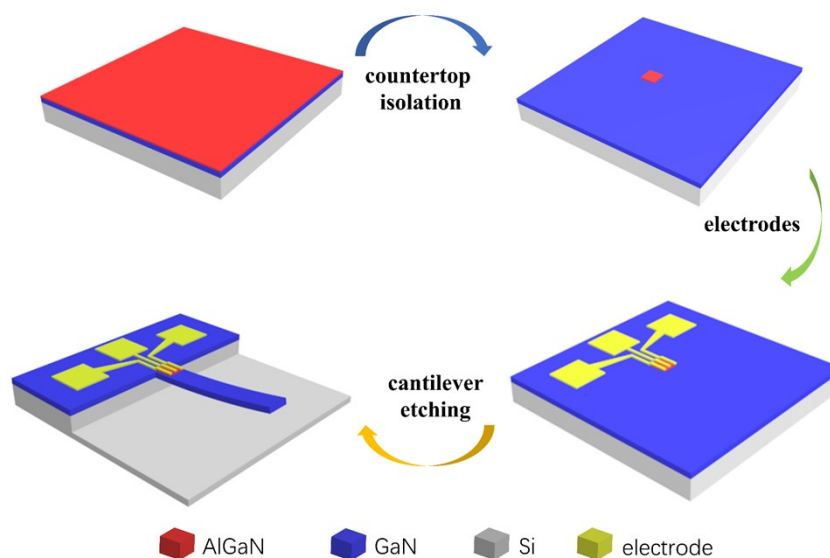 countertop
isolation
electrodes
cantilever
etching
AlGaN
GaN
Si
electrode